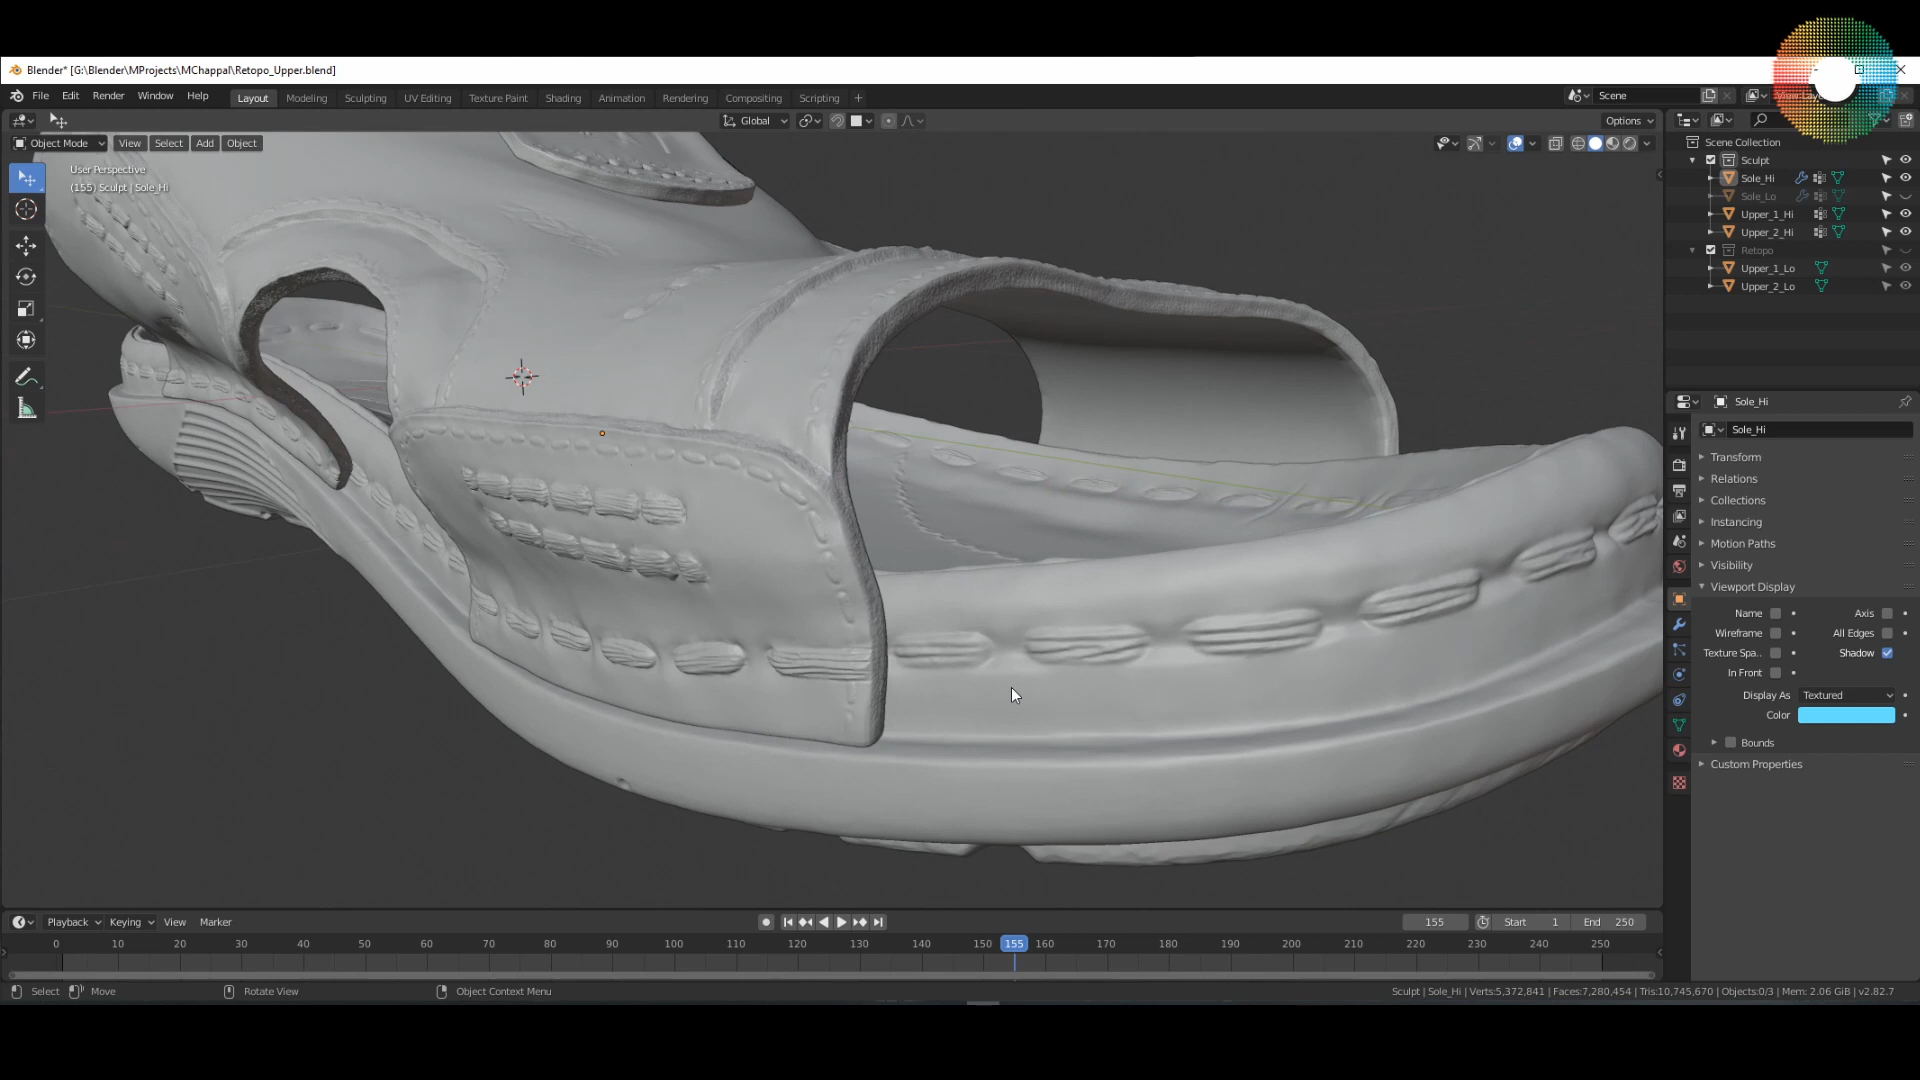 Blender* [G:\Blender\MProjects\MChappal\Retopo_Upper.blend]
File Edit Render Window Help
Layout Modeling Sculpting UV Editing Texture Paint Shading Animation Rendering Compositing Scripting +
Scene
Global
Options
Object Mode View Select Add Object
User Perspective
(155) Sculpt | Sole_Hi
Scene Collection
Sculpt
Sole_Hi
Sole_Lo
Upper_1_Hi
Upper_2_Hi
Retopo
Upper_1_Lo
Upper_2_Lo
Sole_Hi
Sole_Hi
Transform
Relations
Collections
Instancing
Motion Paths
Visibility
Viewport Display
Name Axis
Wireframe All Edges
Texture Spa.. Shadow
In Front
Display As Textured
Color
Bounds
Custom Properties
Playback Keying View Marker
155 Start 1 End 250
0 10 20 30 40 50 60 70 80 90 100 110 120 130 140 150 155 160 170 180 190 200 210 220 230 240 250
Select Move Rotate View Object Context Menu
Sculpt | Sole_Hi | Verts:5,372,841 | Faces:7,280,454 | Tris:10,745,670 | Objects:0/3 | Mem: 2.06 GiB | v2.82.7